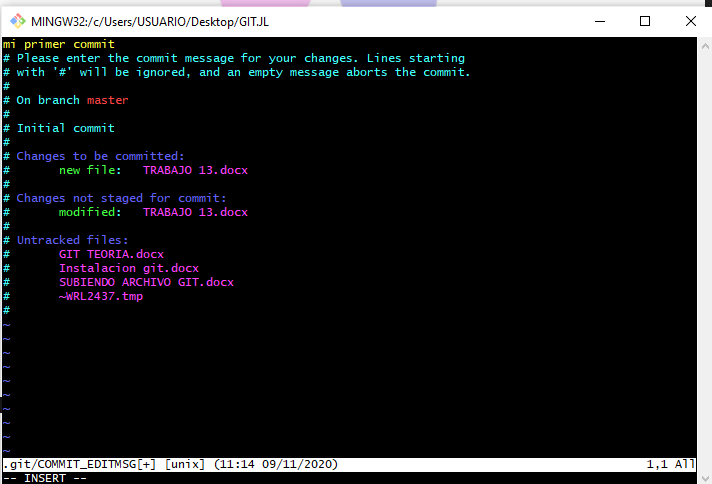 MINGW32:/c/Users/USUARIO/Desktop/GITJL
mi primer commit
# Please enter the commit message for your changes. Lines starting
# with '#' will be ignored, and an empty message aborts the commit.
#
# On branch master
#
# Initial commit
#
# Changes to be committed:
#       new file:   TRABAJO 13.docx
#
# Changes not staged for commit:
#       modified:   TRABAJO 13.docx
#
# Untracked files:
#       GIT TEORIA.docx
#       Instalacion git.docx
#       SUBIENDO ARCHIVO GIT.docx
#       ~WRL2437.tmp
#
~
~
~
~
~
~
~
~
~
~
.git/COMMIT_EDITMSG[+] [unix] (11:14 09/11/2020) 1,1 All
-- INSERT --